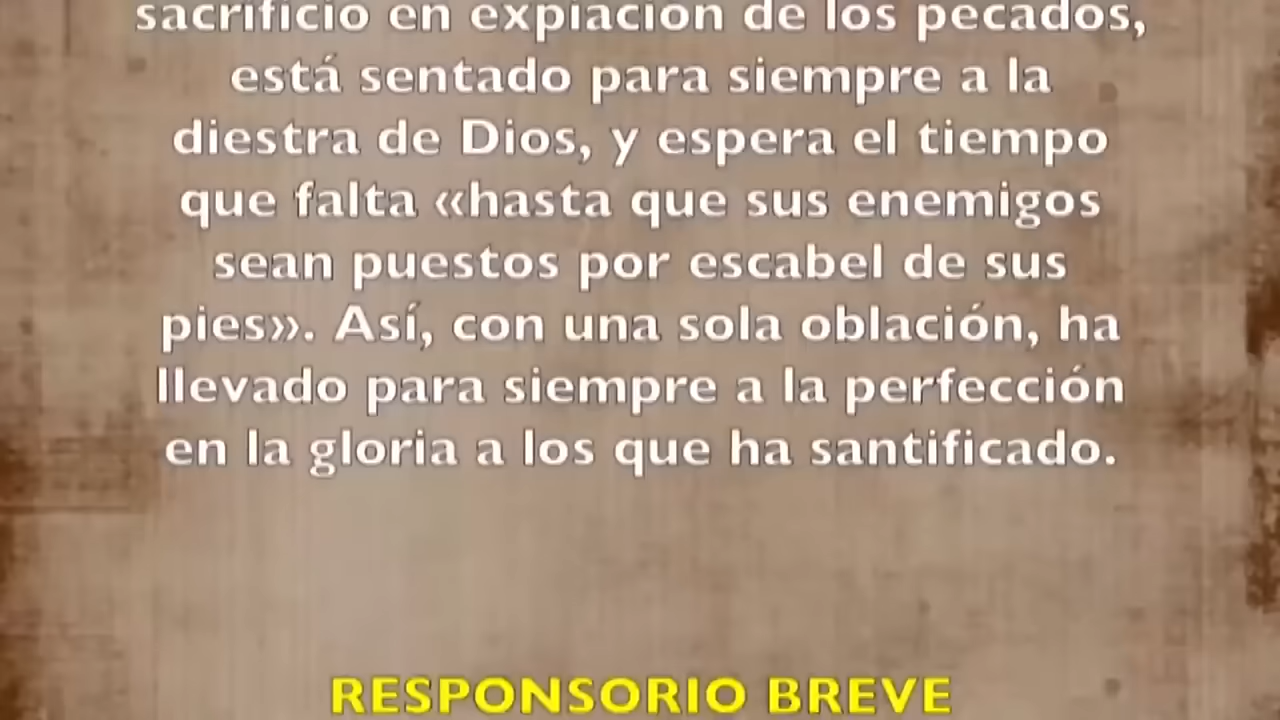 sacrificio en expiación de los pecados,
está sentado para siempre a la
diestra de Dios, y espera el tiempo
que falta «hasta que sus enemigos
sean puestos por escabel de sus
pies». Así, con una sola oblación, ha
llevado para siempre a la perfección
en la gloria a los que ha santificado.
RESPONSORIO BREVE